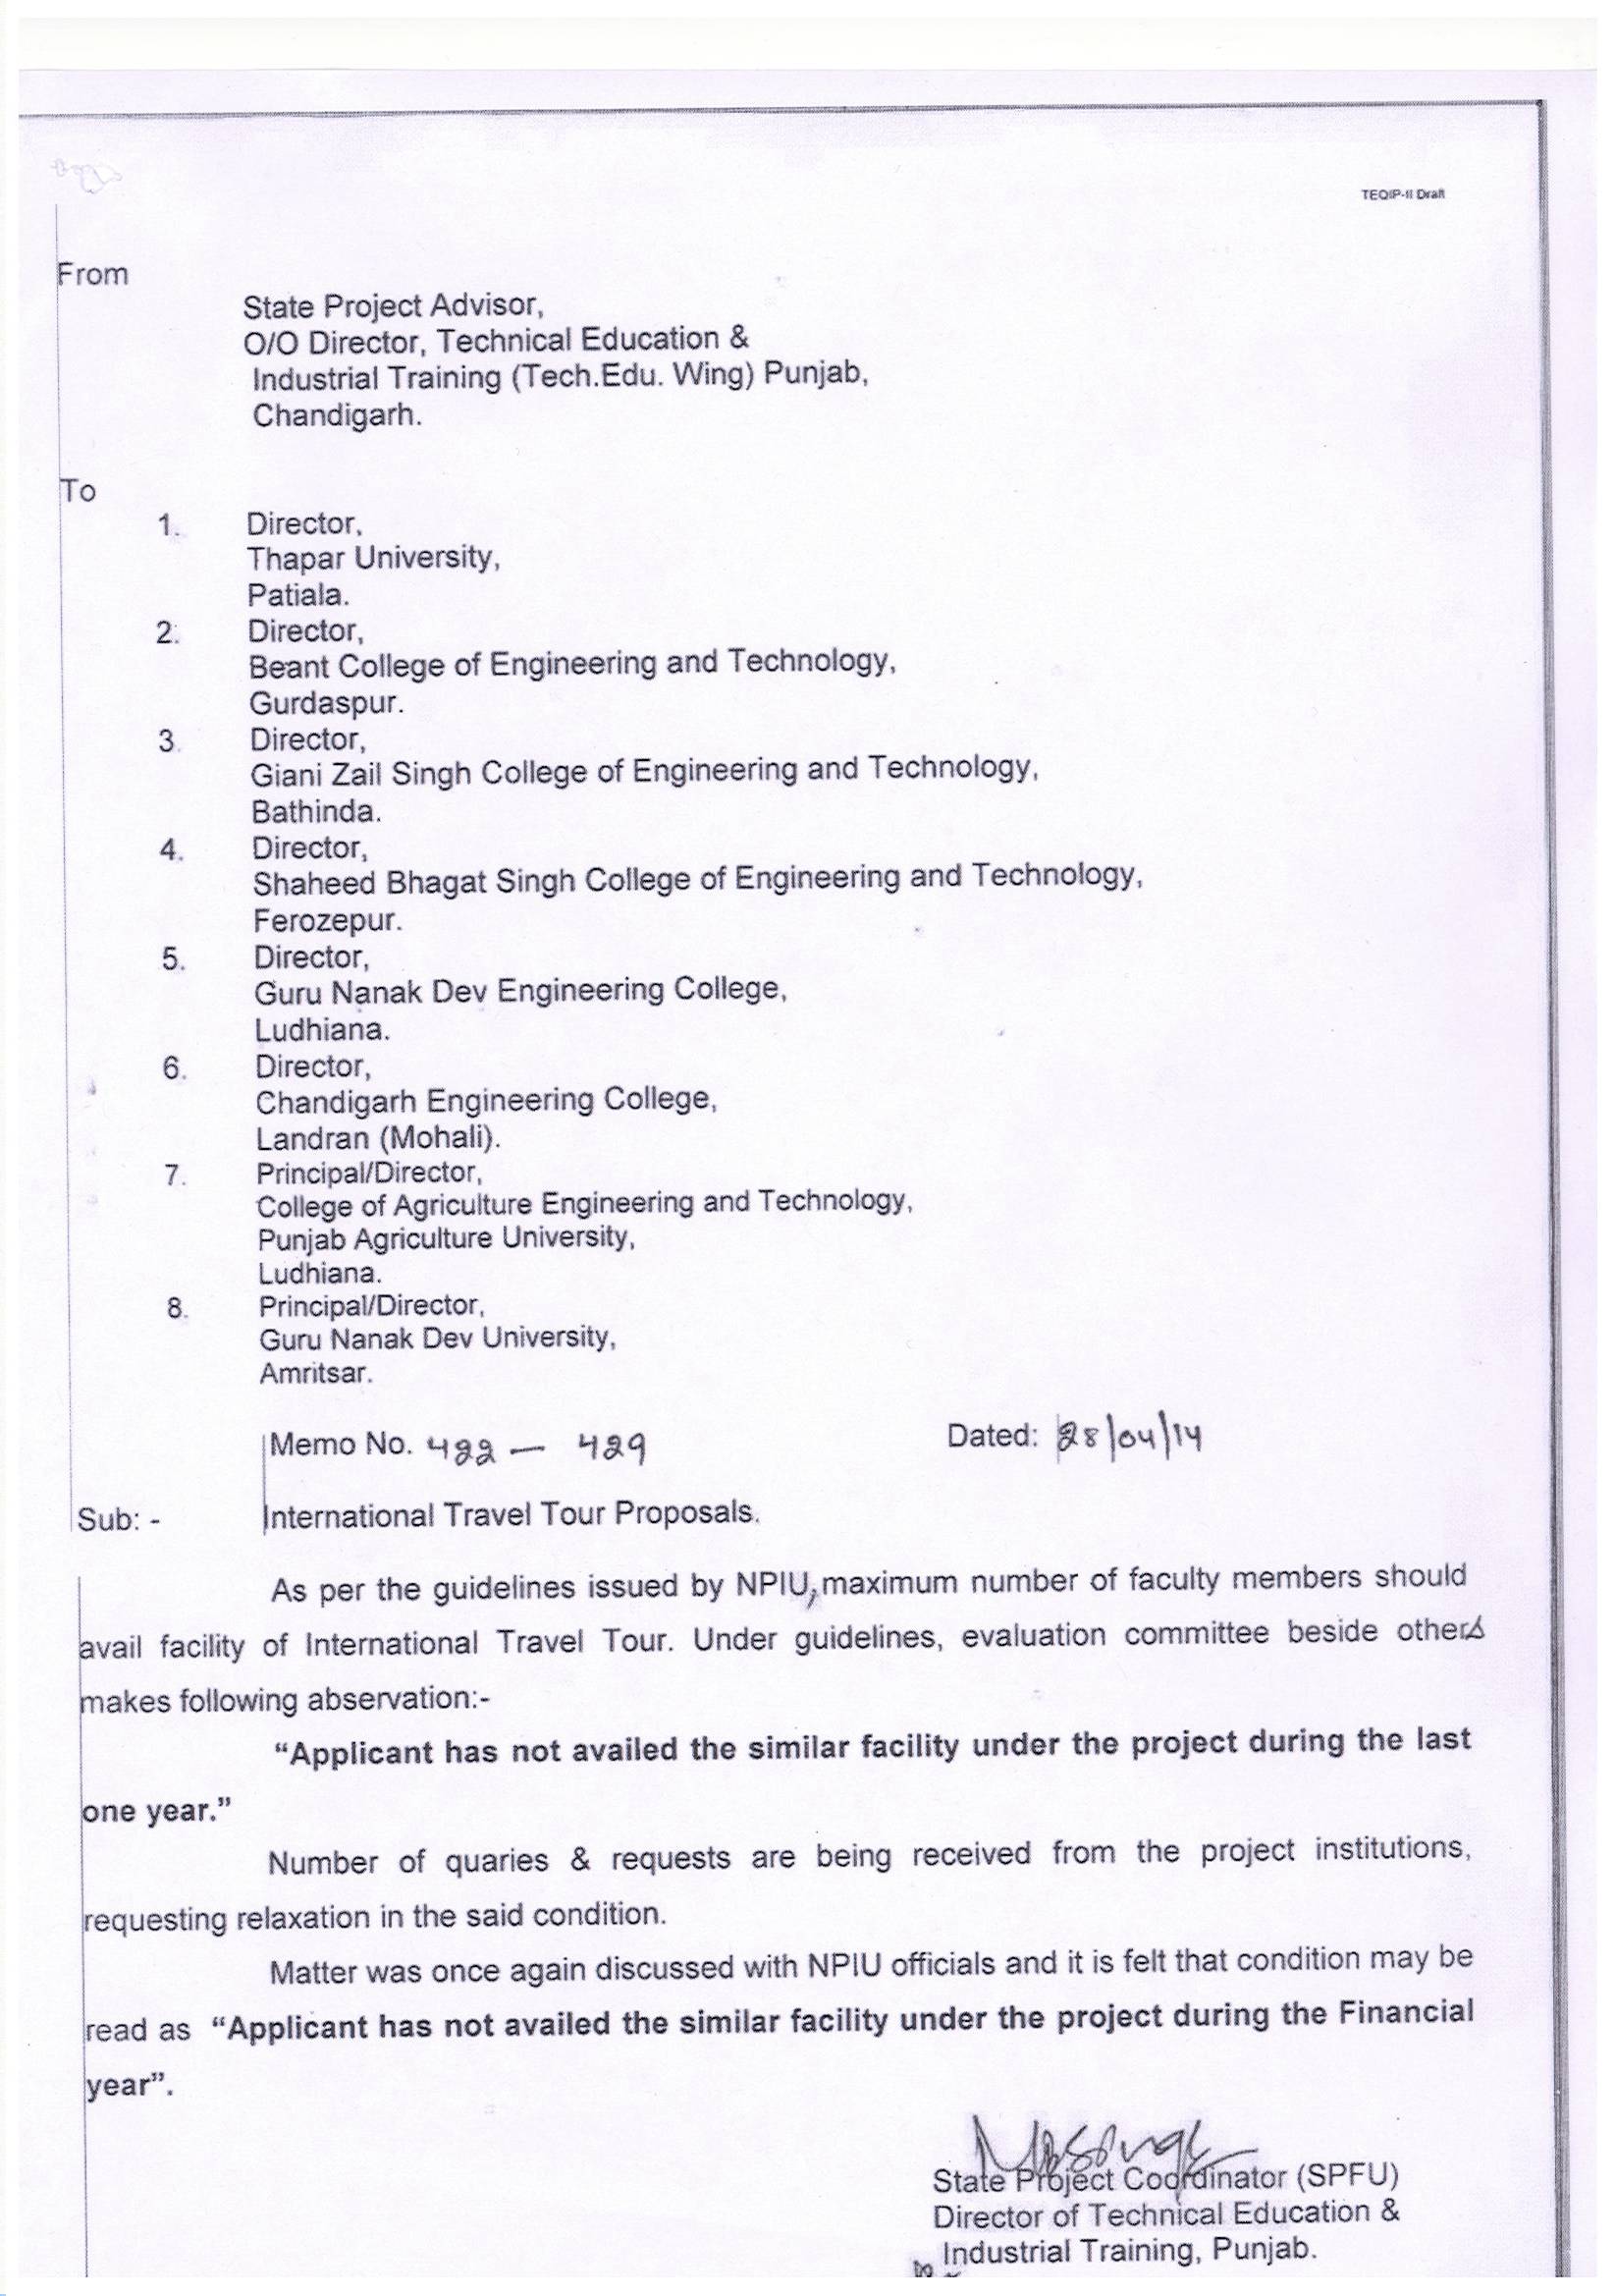 TEQIP-II Draft
From
State Project Advisor,
O/O Director, Technical Education &
Industrial Training (Tech.Edu. Wing) Punjab,
Chandigarh.
To
1. Director,
Thapar University,
Patiala.
2. Director,
Beant College of Engineering and Technology,
Gurdaspur.
3. Director,
Giani Zail Singh College of Engineering and Technology,
Bathinda.
4. Director,
Shaheed Bhagat Singh College of Engineering and Technology,
Ferozepur.
5. Director,
Guru Nanak Dev Engineering College,
Ludhiana.
6. Director,
Chandigarh Engineering College,
Landran (Mohali).
7. Principal/Director,
College of Agriculture Engineering and Technology,
Punjab Agriculture University,
Ludhiana.
8. Principal/Director,
Guru Nanak Dev University,
Amritsar.
Memo No. 422 — 429 Dated: 28/04/14
Sub: - International Travel Tour Proposals.
As per the guidelines issued by NPIU, maximum number of faculty members should
avail facility of International Travel Tour. Under guidelines, evaluation committee beside others
makes following abservation:-
“Applicant has not availed the similar facility under the project during the last
one year.”
Number of quaries & requests are being received from the project institutions,
requesting relaxation in the said condition.
Matter was once again discussed with NPIU officials and it is felt that condition may be
read as “Applicant has not availed the similar facility under the project during the Financial
year”.
State Project Coordinator (SPFU)
Director of Technical Education &
Industrial Training, Punjab.